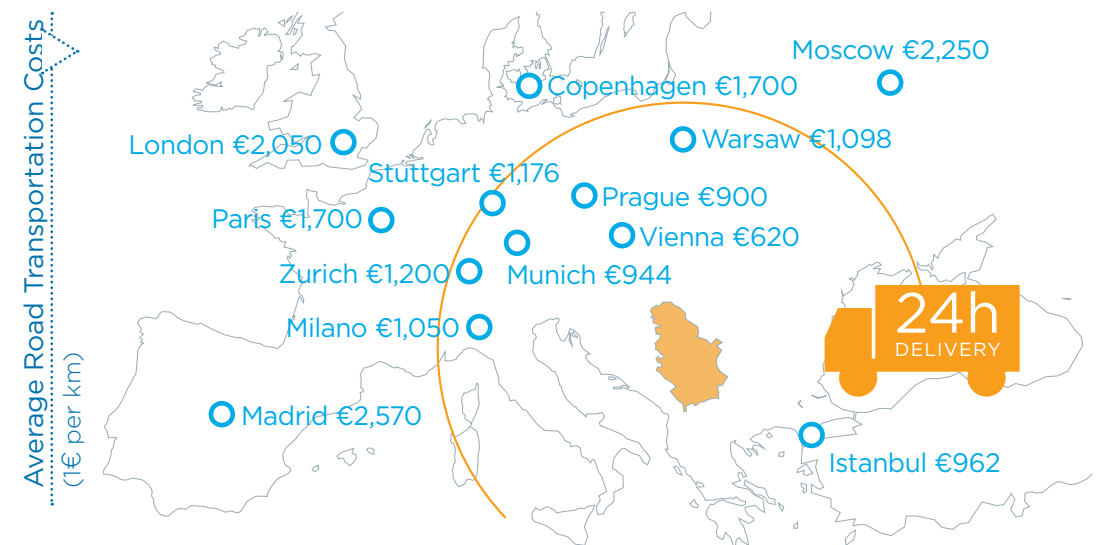 Average Road Transportation Costs
(1€ per km)
Moscow €2,250
Copenhagen €1,700
Warsaw €1,098
London €2,050
Stuttgart €1,176
Prague €900
Paris €1,700
Vienna €620
Zurich €1,200
Munich €944
24h
DELIVERY
Milano €1,050
Madrid €2,570
Istanbul €962